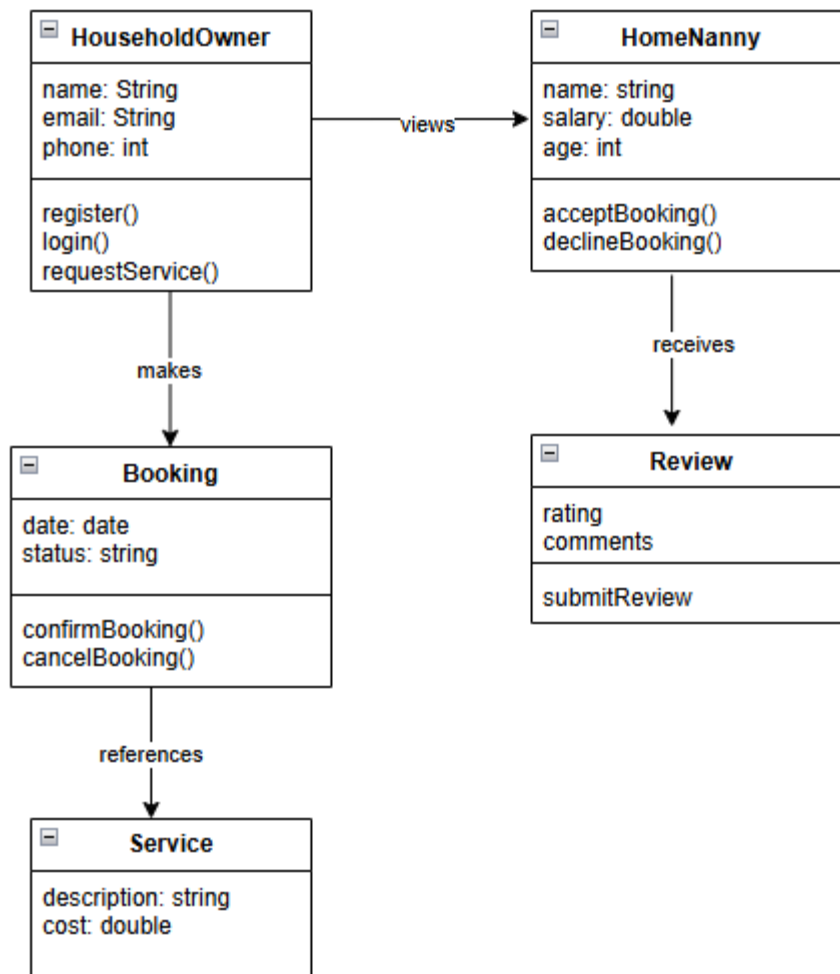 HouseholdOwner
name: String
email: String
phone: int
register()
login()
requestService()
views
HomeNanny
name: string
salary: double
age: int
acceptBooking()
declineBooking()
makes
receives
Booking
date: date
status: string
confirmBooking()
cancelBooking()
Review
rating
comments
submitReview
references
Service
description: string
cost: double